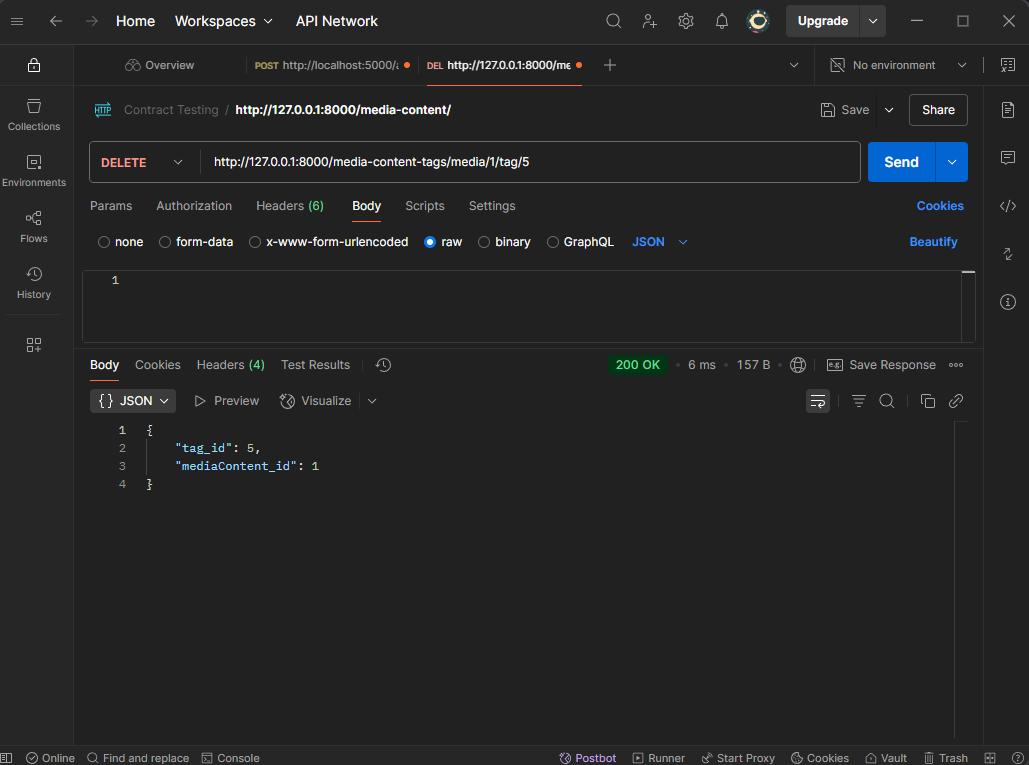 Home Workspaces API Network Upgrade
Overview POST http://localhost:5000/a DEL http://127.0.0.1:8000/me No environment
Contract Testing / http://127.0.0.1:8000/media-content/ Save Share
DELETE http://127.0.0.1:8000/media-content-tags/media/1/tag/5 Send
Params Authorization Headers (6) Body Scripts Settings Cookies
none form-data x-www-form-urlencoded raw binary GraphQL JSON Beautify
1
Collections
Environments
Flows
History
Body Cookies Headers (4) Test Results 200 OK • 6 ms • 157 B • e.g. Save Response
{} JSON Preview Visualize
1 {
2 "tag_id": 5,
3 "mediaContent_id": 1
4 }
Online Find and replace Console Postbot Runner Start Proxy Cookies Vault Trash